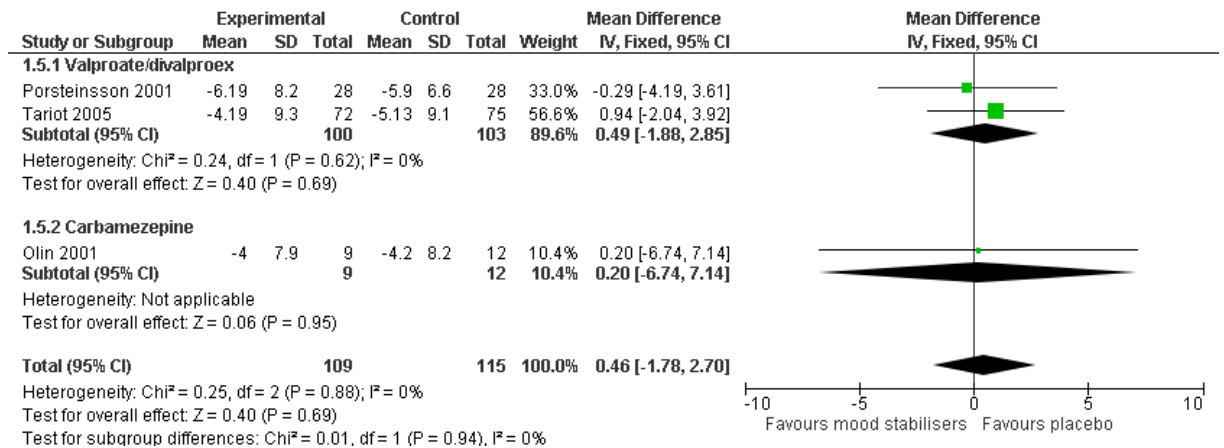 Experimental Control Mean Difference Mean Difference
Study or Subgroup Mean SD Total Mean SD Total Weight IV, Fixed, 95% CI IV, Fixed, 95% CI
1.5.1 Valproate/divalproex
Porsteinsson 2001 -6.19 8.2 28 -5.9 6.6 28 33.0% -0.29 [-4.19, 3.61]
Tariot 2005 -4.19 9.3 72 -5.13 9.1 75 56.6% 0.94 [-2.04, 3.92]
Subtotal (95% CI) 100 103 89.6% 0.49 [-1.88, 2.85]
Heterogeneity: Chi² = 0.24, df = 1 (P = 0.62); I² = 0%
Test for overall effect: Z = 0.40 (P = 0.69)
1.5.2 Carbamezepine
Olin 2001 -4 7.9 9 -4.2 8.2 12 10.4% 0.20 [-6.74, 7.14]
Subtotal (95% CI) 9 12 10.4% 0.20 [-6.74, 7.14]
Heterogeneity: Not applicable
Test for overall effect: Z = 0.06 (P = 0.95)
Total (95% CI) 109 115 100.0% 0.46 [-1.78, 2.70]
Heterogeneity: Chi² = 0.25, df = 2 (P = 0.88); I² = 0%
Test for overall effect: Z = 0.40 (P = 0.69)
Test for subgroup differences: Chi² = 0.01, df = 1 (P = 0.94), I² = 0%
-10 -5 0 5 10
Favours mood stabilisers Favours placebo